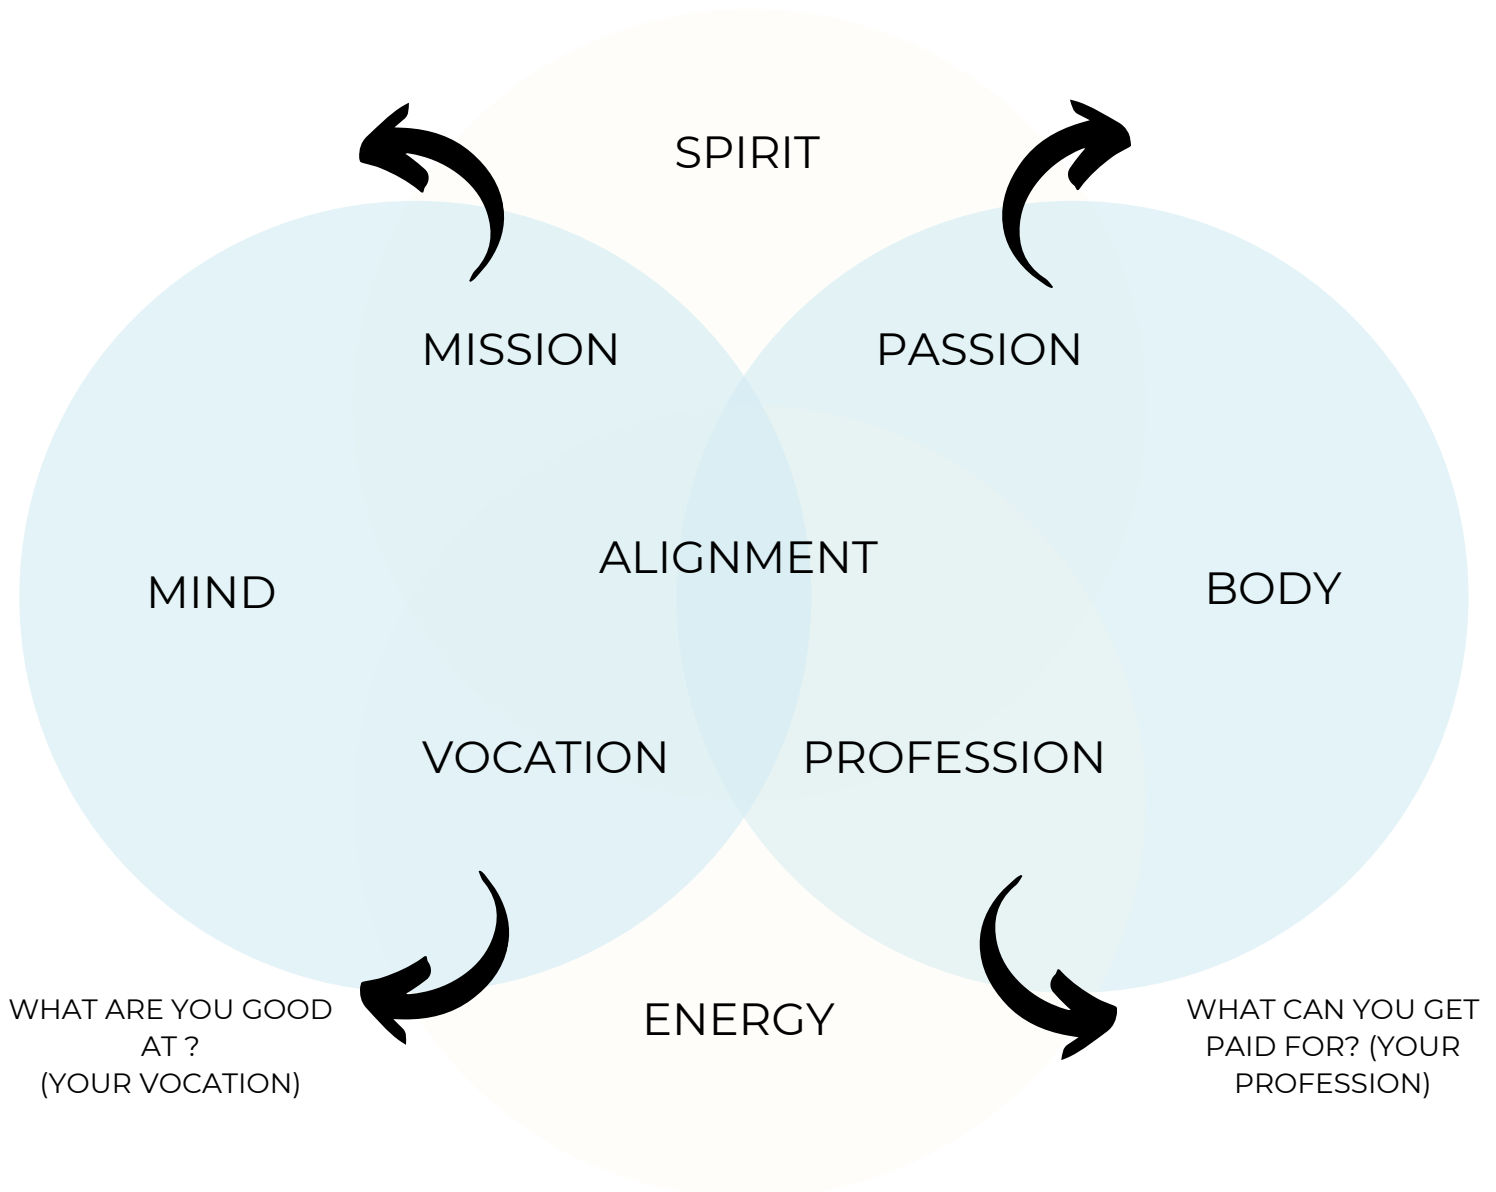 SPIRIT
MISSION
PASSION
ALIGNMENT
MIND
BODY
VOCATION
PROFESSION
ENERGY
WHAT ARE YOU GOOD
AT ?
(YOUR VOCATION)
WHAT CAN YOU GET
PAID FOR? (YOUR
PROFESSION)